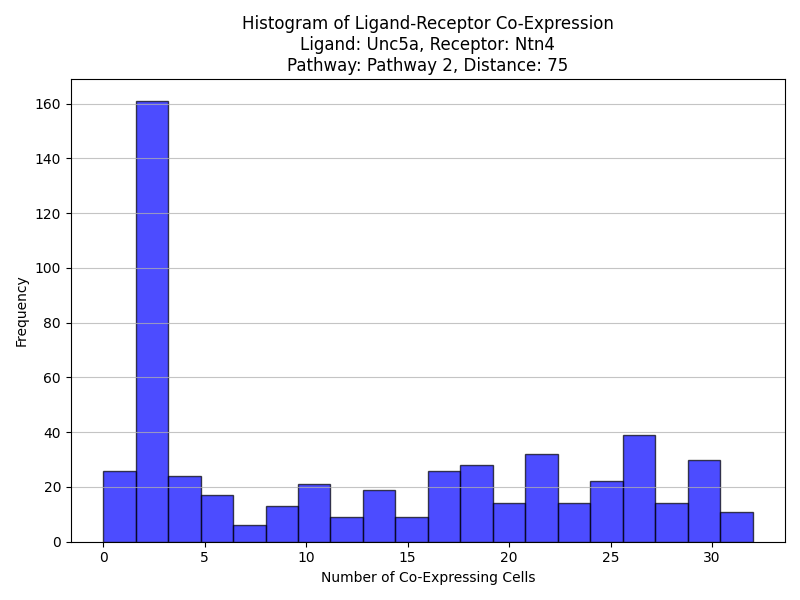 Histogram of Ligand-Receptor Co-Expression
Ligand: Unc5a, Receptor: Ntn4
Pathway: Pathway 2, Distance: 75
160
140
120
100
80
60
40
20
0
Frequency
0 5 10 15 20 25 30
Number of Co-Expressing Cells